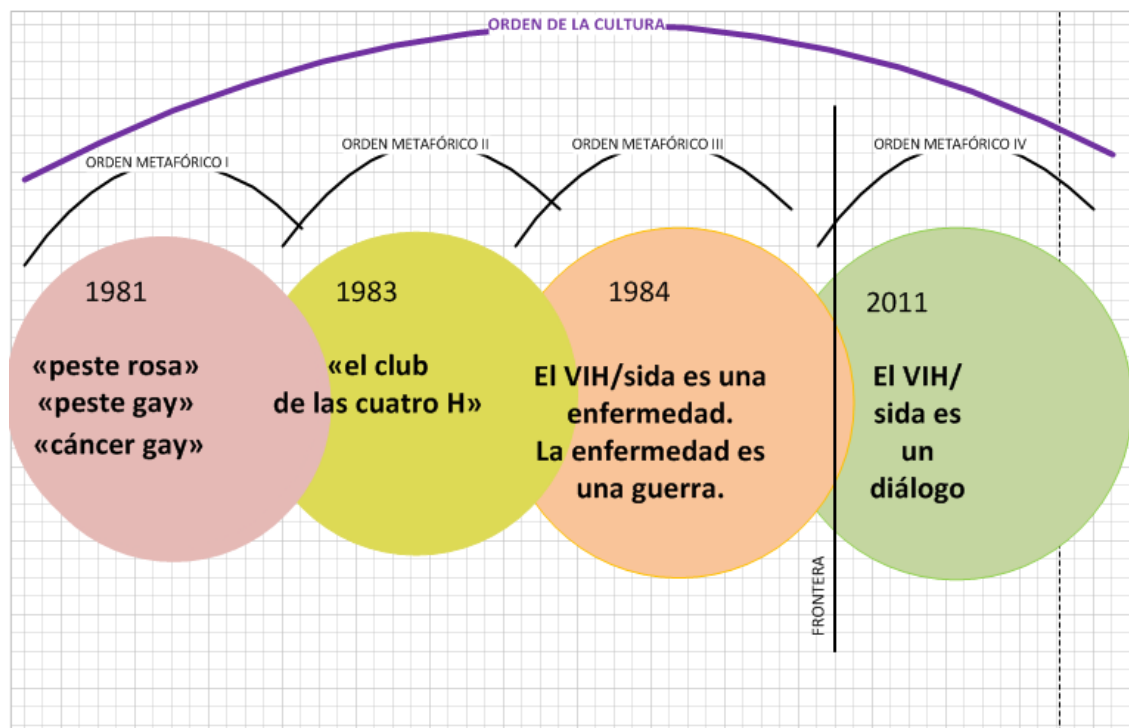 ORDEN DE LA CULTURA
ORDEN METAFÓRICO I
ORDEN METAFÓRICO II
ORDEN METAFÓRICO III
ORDEN METAFÓRICO IV
1981
«peste rosa»
«peste gay»
«cáncer gay»
1983
«el club
de las cuatro H»
1984
El VIH/sida es una
enfermedad.
La enfermedad es
una guerra.
2011
El VIH/
sida es
un
diálogo
FRONTERA